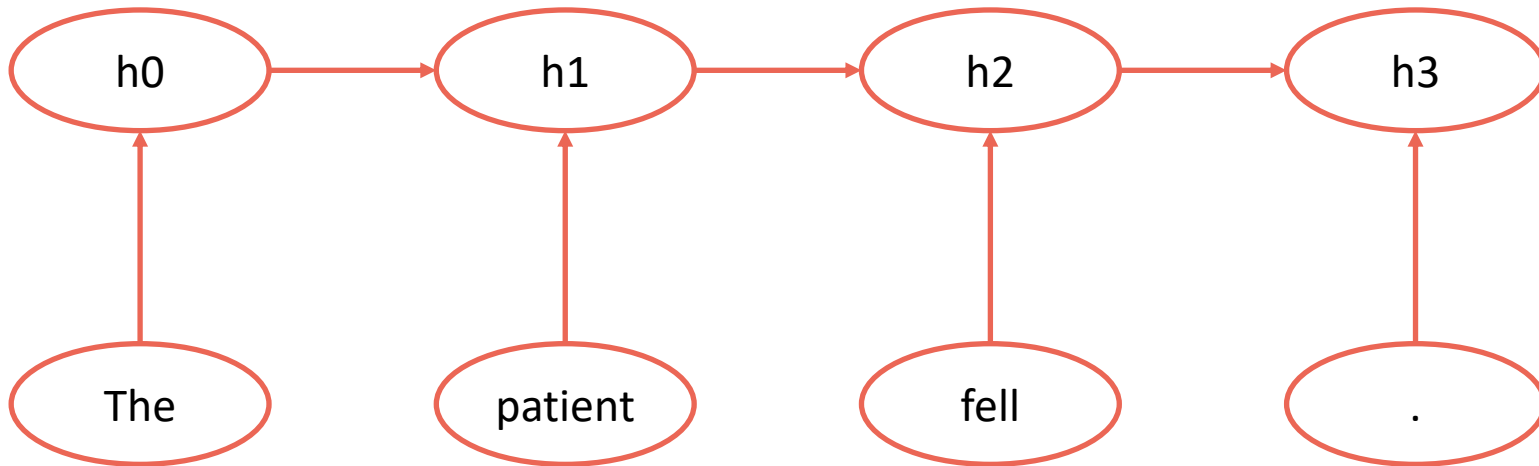 h0 h1 h2 h3
The patient fell .